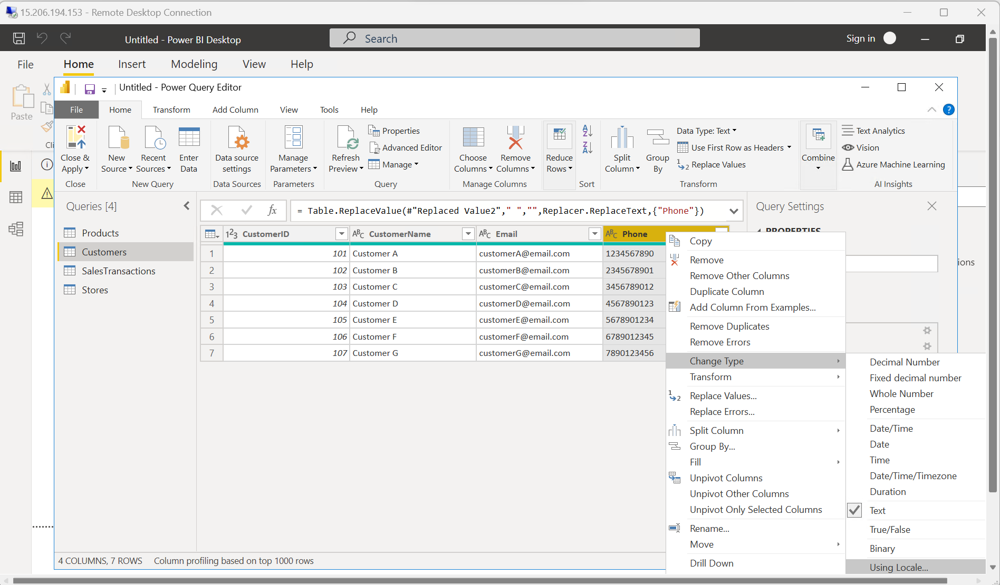 15.206.194.153 - Remote Desktop Connection
Untitled - Power BI Desktop
Search
Sign in
File Home Insert Modeling View Help
Paste
Untitled - Power Query Editor
File Home Transform Add Column View Tools Help
Close & Apply
Close
New Source
Recent Sources
Enter Data
New Query
Data source settings
Data Sources
Manage Parameters
Parameters
Refresh Preview
Properties
Advanced Editor
Manage
Query
Choose Columns
Remove Columns
Manage Columns
Reduce Rows
Sort
Split Column
Group By
Data Type: Text
Use First Row as Headers
Replace Values
Transform
Combine
Text Analytics
Vision
Azure Machine Learning
AI Insights
Queries [4]
Products
Customers
SalesTransactions
Stores
fx
= Table.ReplaceValue(#"Replaced Value2"," ","",Replacer.ReplaceText,{"Phone"})
123 CustomerID ABC CustomerName ABC Email ABC Phone
1 101 Customer A customerA@email.com 1234567890
2 102 Customer B customerB@email.com 2345678901
3 103 Customer C customerC@email.com 3456789012
4 104 Customer D customerD@email.com 4567890123
5 105 Customer E customerE@email.com 5678901234
6 106 Customer F customerF@email.com 6789012345
7 107 Customer G customerG@email.com 7890123456
Query Settings
PROPERTIES
ions
Copy
Remove
Remove Other Columns
Duplicate Column
Add Column From Examples...
Remove Duplicates
Remove Errors
Change Type
Transform
Replace Values...
Replace Errors...
Split Column
Group By...
Fill
Unpivot Columns
Unpivot Other Columns
Unpivot Only Selected Columns
Rename...
Move
Drill Down
Decimal Number
Fixed decimal number
Whole Number
Percentage
Date/Time
Date
Time
Date/Time/Timezone
Duration
Text
True/False
Binary
Using Locale...
4 COLUMNS, 7 ROWS Column profiling based on top 1000 rows